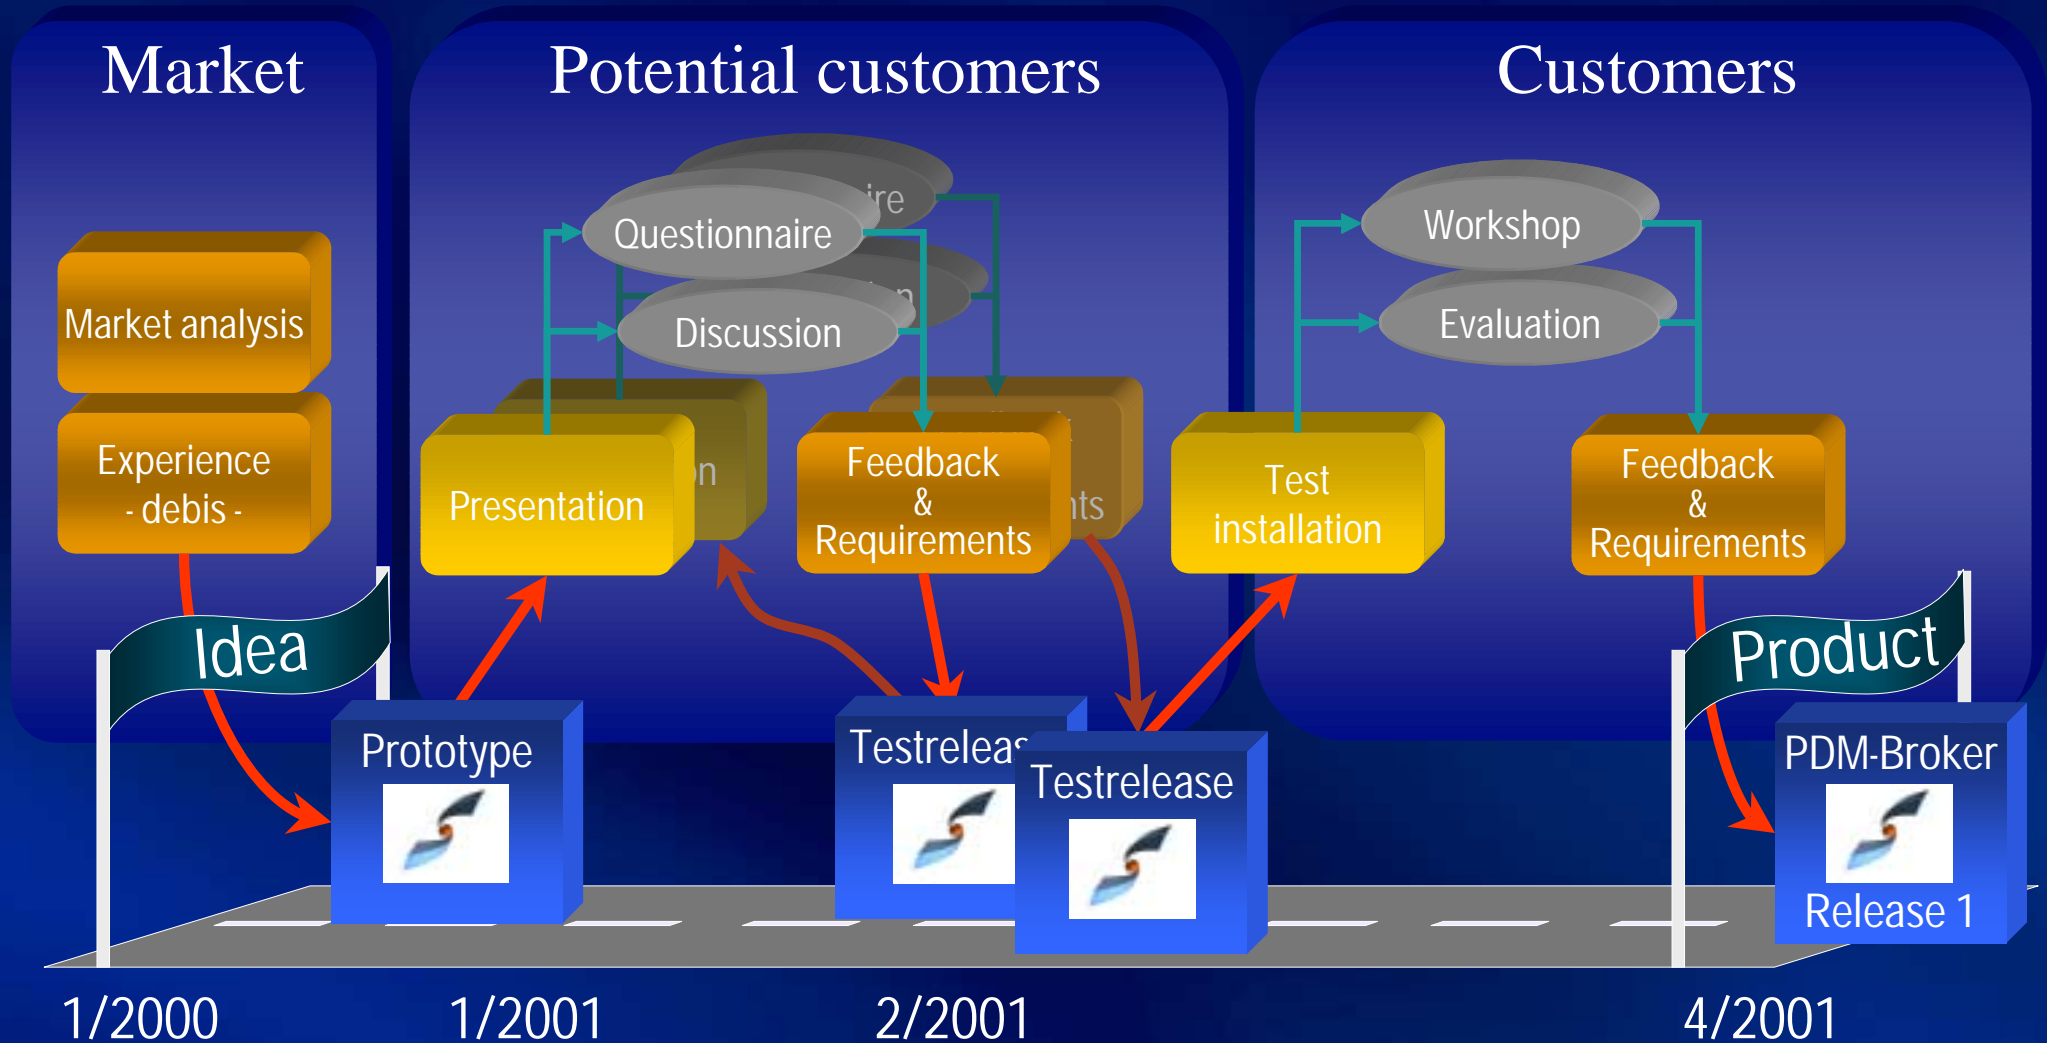 Market
Potential customers
Customers
Market analysis
Experience
- debis -
Questionnaire
Discussion
Presentation
Feedback
&
Requirements
Workshop
Evaluation
Test
installation
Feedback
&
Requirements
Idea
Product
Prototype
Testrelease
PDM-Broker
Release 1
1/2000
1/2001
2/2001
4/2001